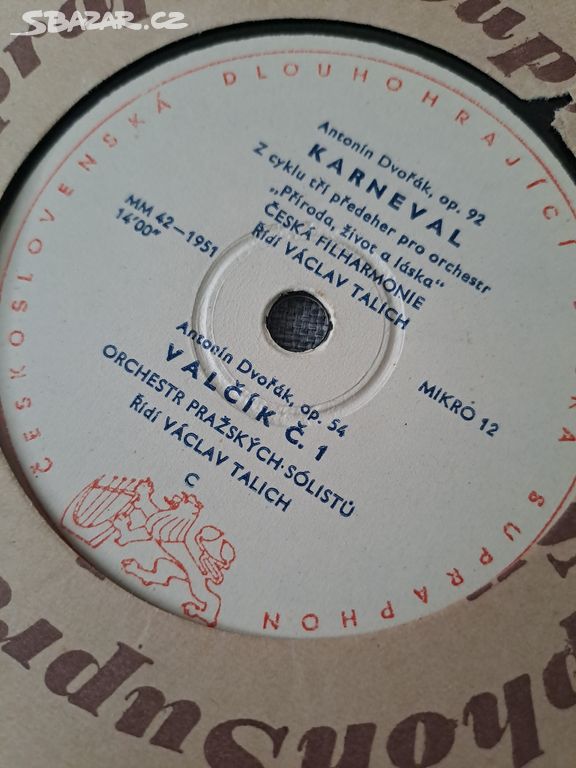 SBAZAR.CZ
ČESKOSLOVENSKÁ DLOUHOHRAJÍCÍ
SUPRAPHON
Antonín Dvořák, op. 92
KARNEVAL
Z cyklu tří předeher pro orchestr
„Příroda, život a láska“
ČESKÁ FILHARMONIE
Řídí VÁCLAV TALICH
MM 42—1951
14'00"
MIKRO 12
Antonín Dvořák, op. 54
VALČÍK Č. 1
ORCHESTR PRAŽSKÝCH SÓLISTŮ
Řídí VÁCLAV TALICH
C